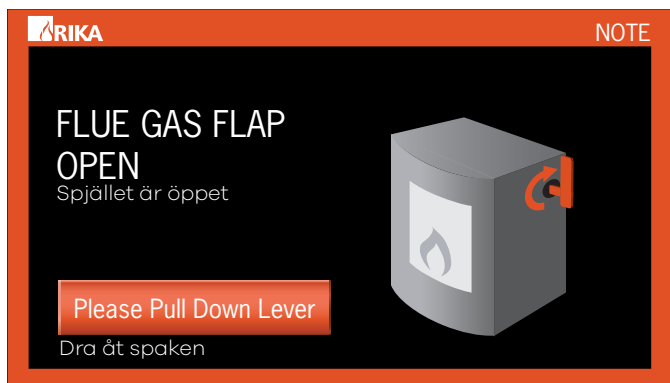 RIKA
NOTE
FLUE GAS FLAP
OPEN
Spjället är öppet
Please Pull Down Lever
Dra åt spaken